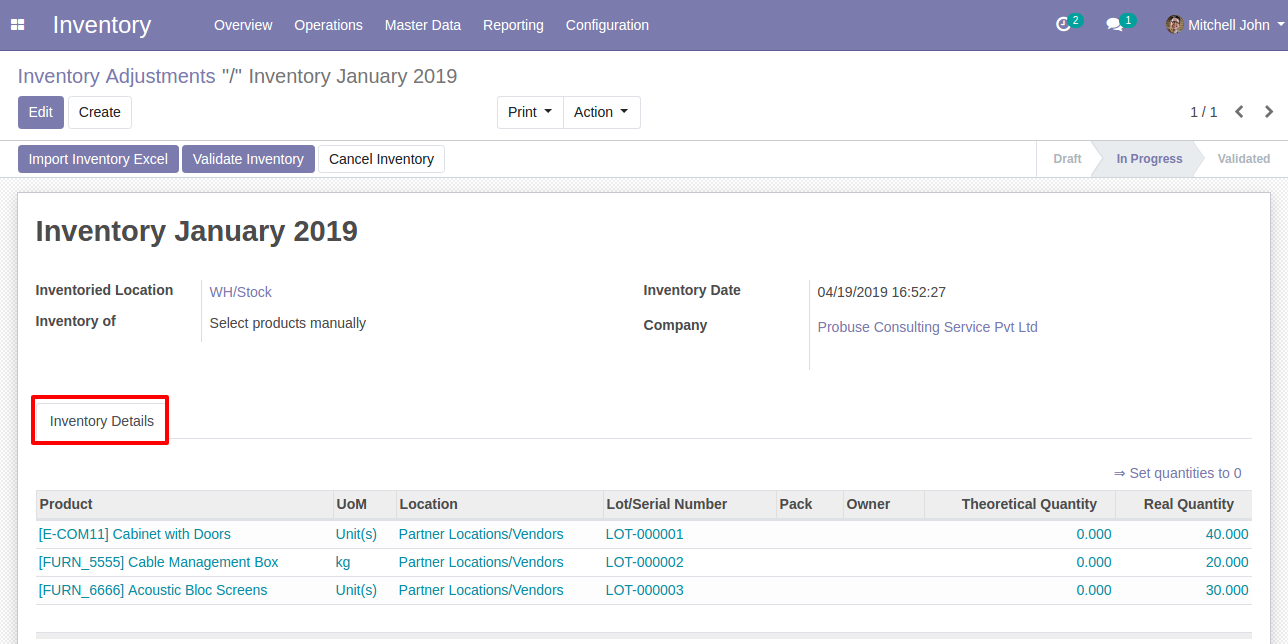 Inventory Overview Operations Master Data Reporting Configuration 2 1 Mitchell John
Inventory Adjustments "/" Inventory January 2019
Edit Create Print Action 1 / 1
Import Inventory Excel Validate Inventory Cancel Inventory Draft In Progress Validated
Inventory January 2019
Inventoried Location WH/Stock Inventory Date 04/19/2019 16:52:27
Inventory of Select products manually Company Probuse Consulting Service Pvt Ltd
Inventory Details
⇒ Set quantities to 0
Product UoM Location Lot/Serial Number Pack Owner Theoretical Quantity Real Quantity
[E-COM11] Cabinet with Doors Unit(s) Partner Locations/Vendors LOT-000001 0.000 40.000
[FURN_5555] Cable Management Box kg Partner Locations/Vendors LOT-000002 0.000 20.000
[FURN_6666] Acoustic Bloc Screens Unit(s) Partner Locations/Vendors LOT-000003 0.000 30.000